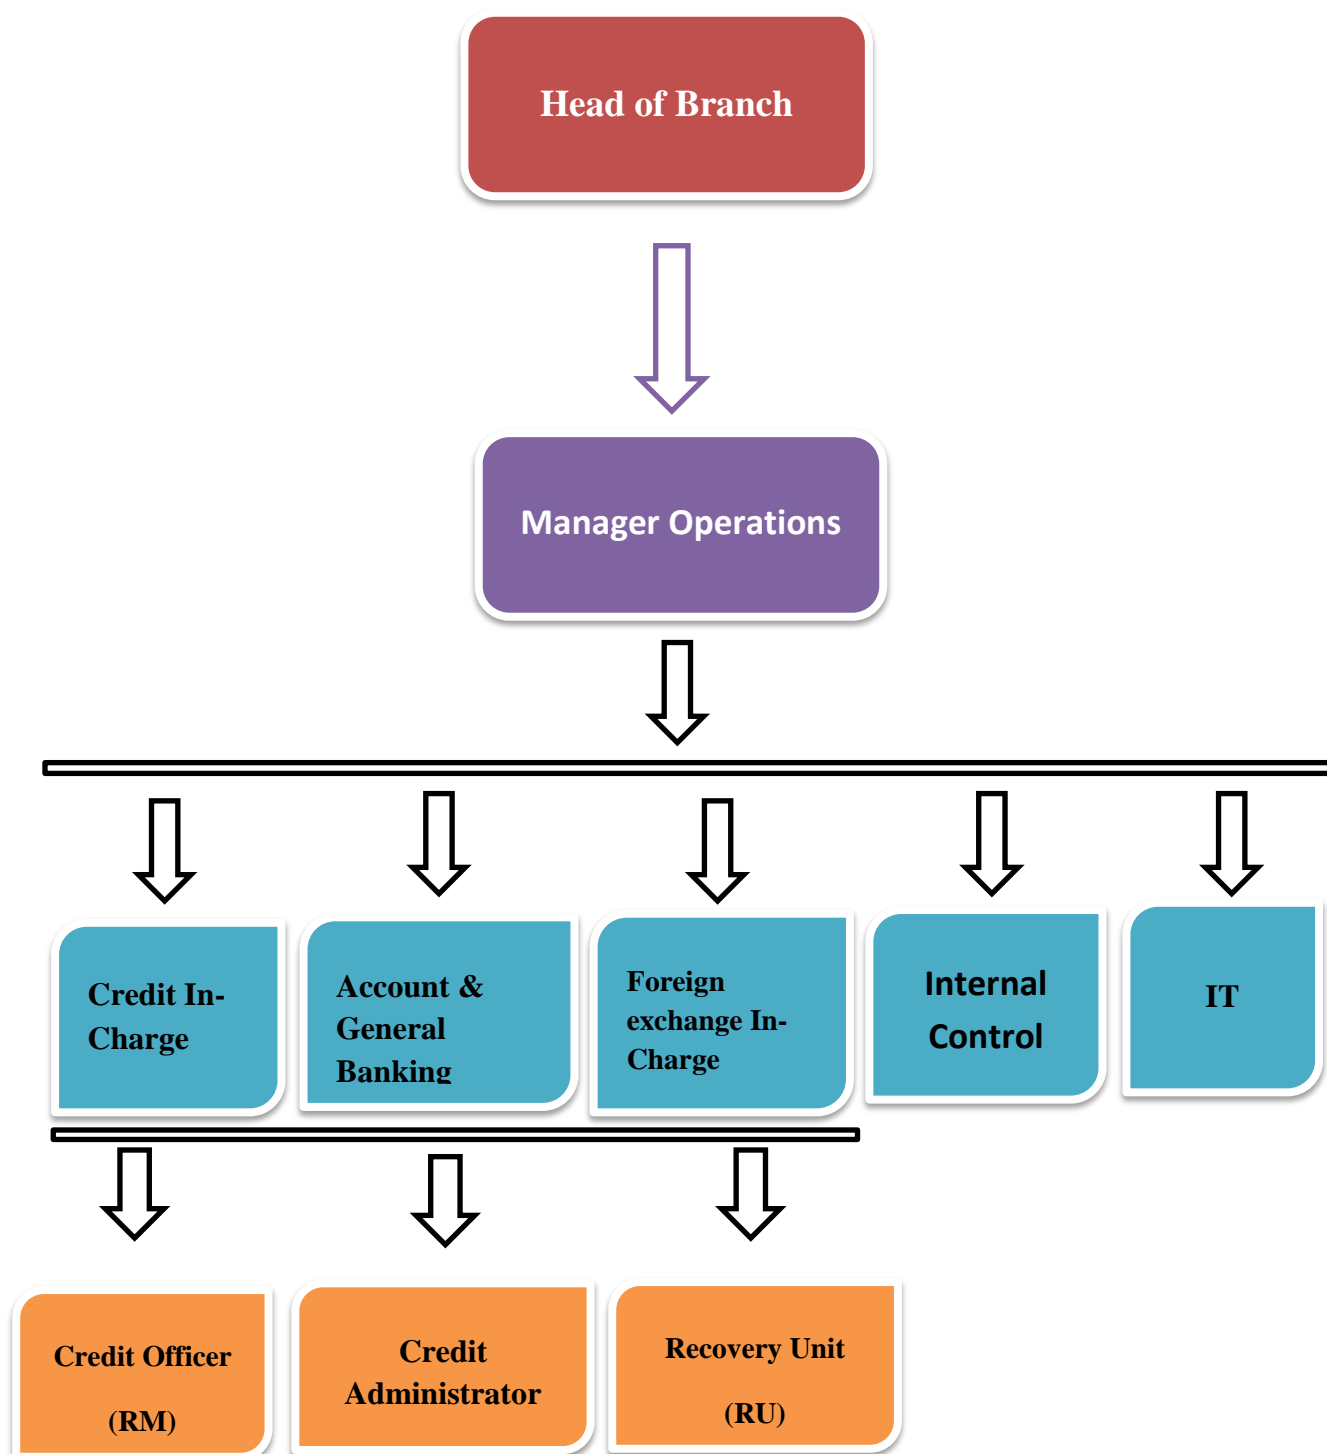 Head of Branch
Manager Operations
Credit In-
Charge
Account &
General
Banking
Foreign
exchange In-
Charge
Internal
Control
IT
Credit Officer
(RM)
Credit
Administrator
Recovery Unit
(RU)